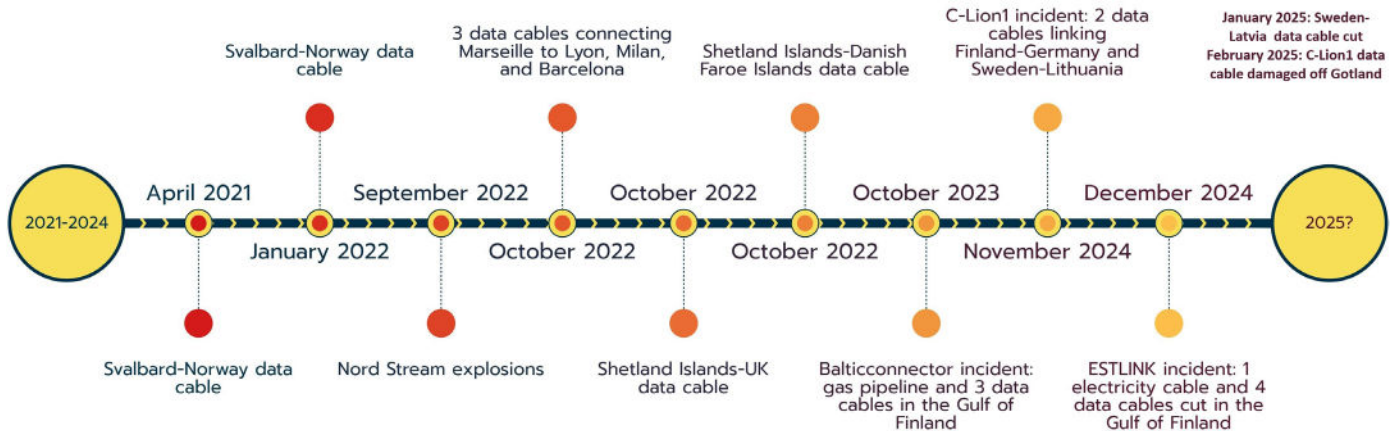 Svalbard-Norway data
cable
3 data cables connecting
Marseille to Lyon, Milan,
and Barcelona
Shetland Islands-Danish
Faroe Islands data cable
C-Lion1 incident: 2 data
cables linking
Finland-Germany and
Sweden-Lithuania
January 2025: Sweden-
Latvia data cable cut
February 2025: C-Lion1 data
cable damaged off Gotland
2021-2024
April 2021
January 2022
September 2022
October 2022
October 2022
October 2022
October 2023
November 2024
December 2024
2025?
Svalbard-Norway data
cable
Nord Stream explosions
Shetland Islands-UK
data cable
Balticconnector incident:
gas pipeline and 3 data
cables in the Gulf of
Finland
ESTLINK incident: 1
electricity cable and 4
data cables cut in the
Gulf of Finland